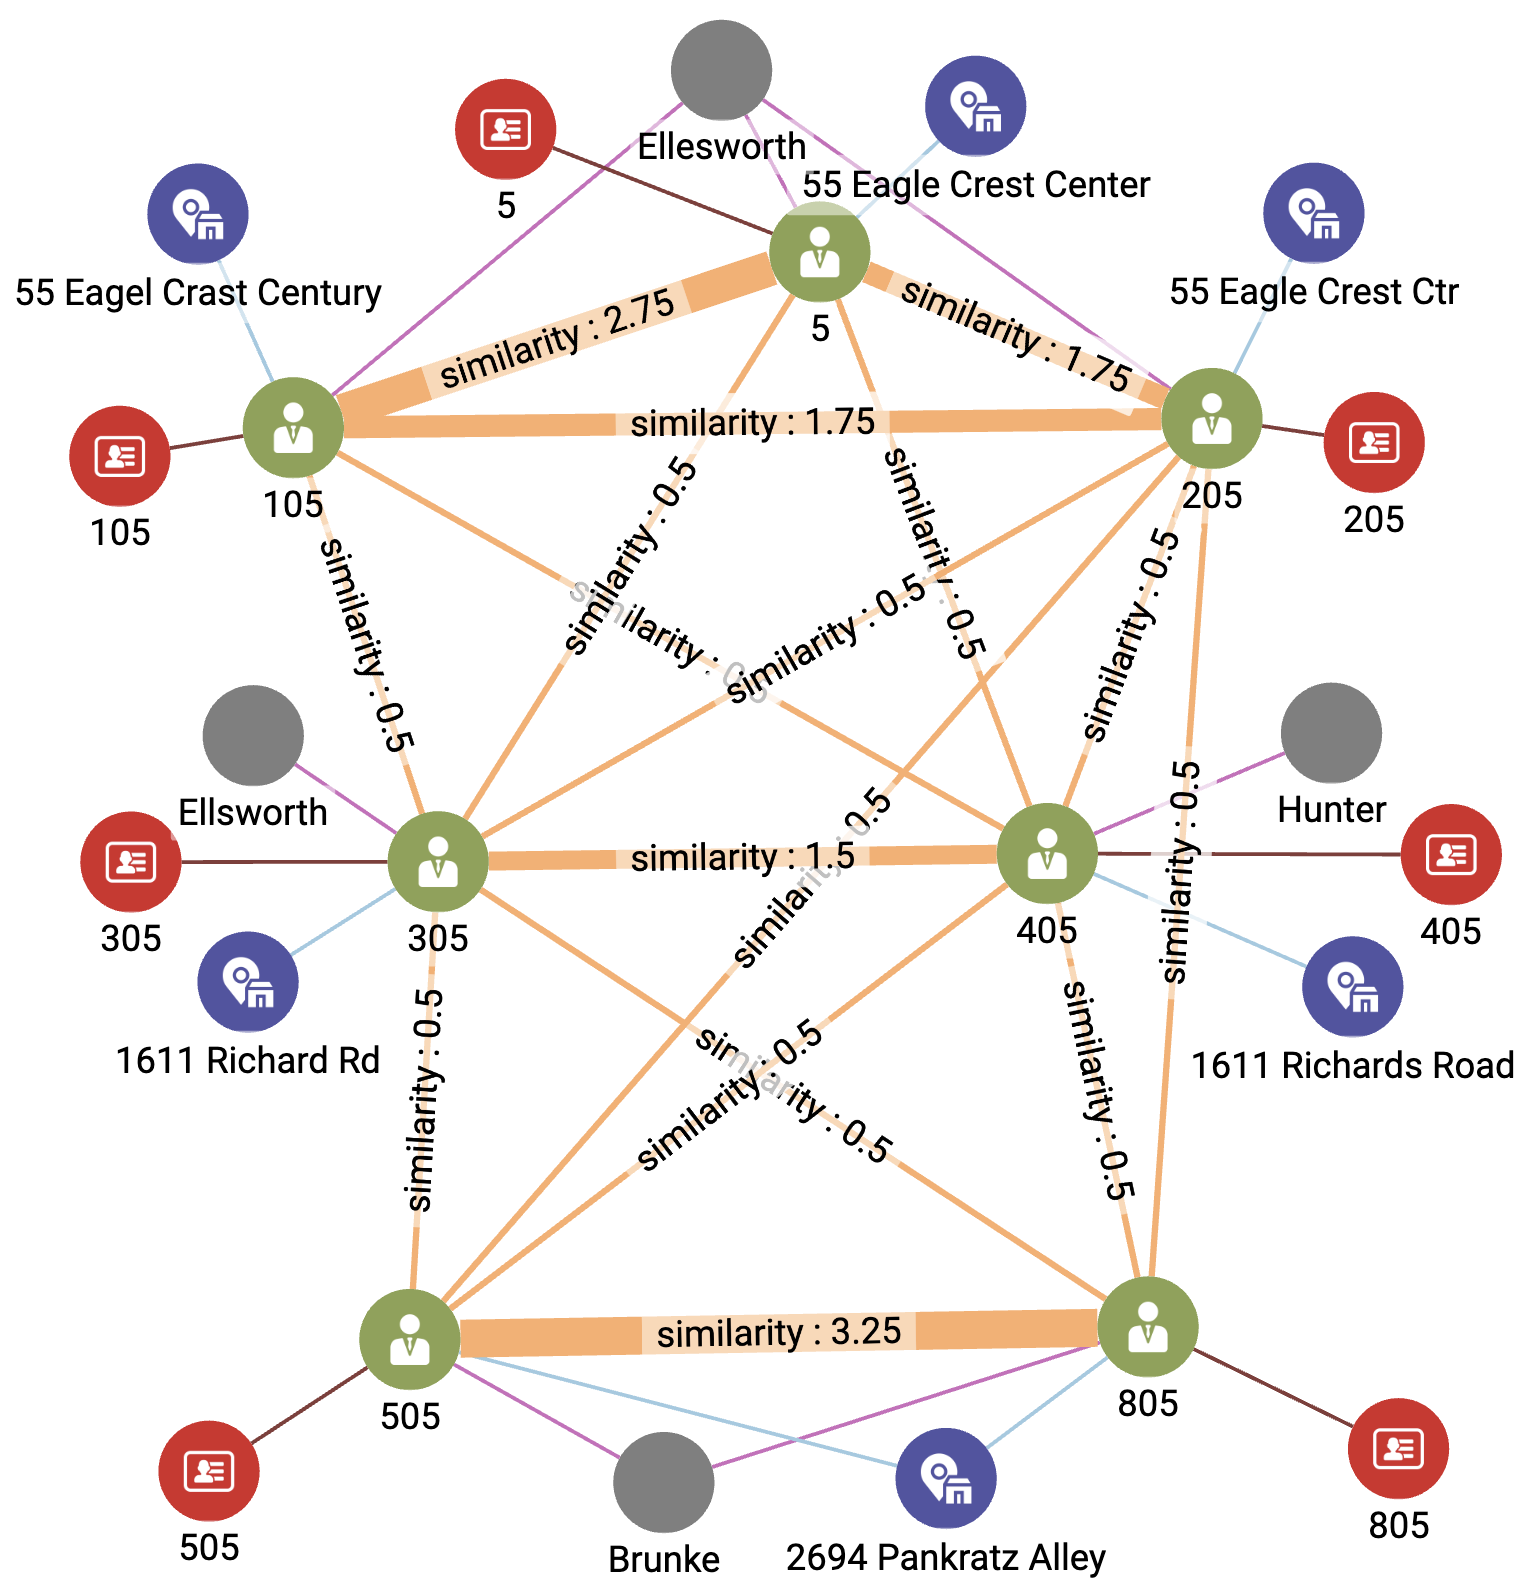 Ellesworth
5
55 Eagle Crest Center
55 Eagel Crast Century
55 Eagle Crest Ctr
5
similarity : 2.75
similarity : 1.75
similarity : 1.75
105
105
205
205
similarity : 0.5
similarity : 0.5
similarity : 0.5
similarity : 0.5
similarity : 0.5
similarity : 0.5
similarity : 0.5
Ellsworth
Hunter
similarity : 0.5
similarity : 1.5
305
305
405
405
1611 Richard Rd
1611 Richards Road
similarity : 0.5
similarity : 0.5
similarity : 0.5
similarity : 0.5
similarity : 0.5
similarity : 3.25
505
805
505
805
Brunke
2694 Pankratz Alley